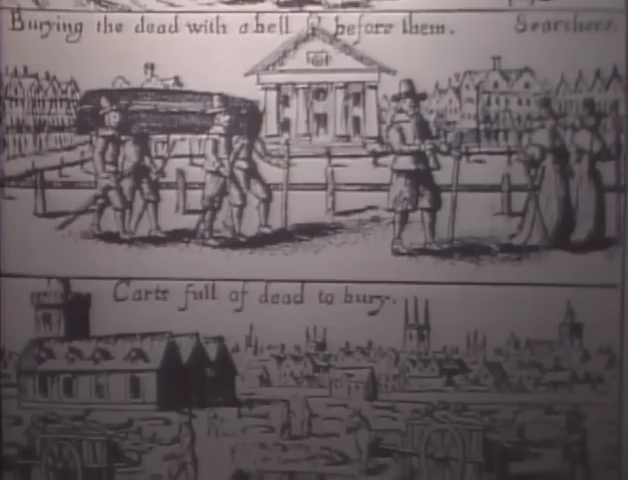 Burying the dead with a bell before them. Searchers.
Carts full of dead to bury.